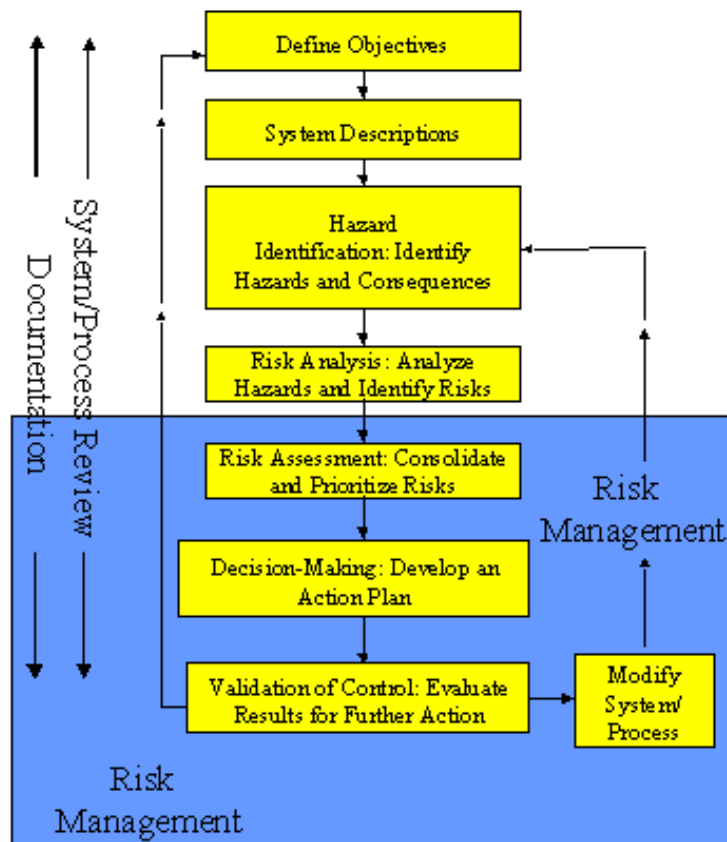 Define Objectives
System Descriptions
Hazard
Identification: Identify
Hazards and Consequences
Risk Analysis: Analyze
Hazards and Identify Risks
Risk Assessment: Consolidate
and Prioritize Risks
Decision-Making: Develop an
Action Plan
Validation of Control: Evaluate
Results for Further Action
Modify
System/
Process
Risk
Management
Risk
Management
System/Process Review
Documentation